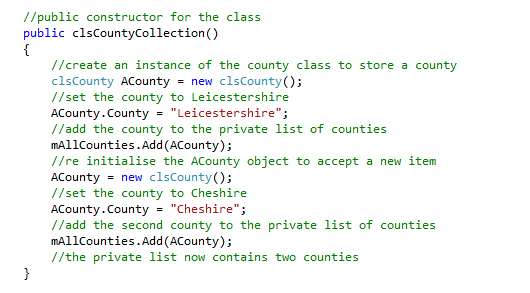 //public constructor for the class
public clsCountyCollection()
{
    //create an instance of the county class to store a county
    clsCounty ACounty = new clsCounty();
    //set the county to Leicestershire
    ACounty.County = "Leicestershire";
    //add the county to the private list of counties
    mAllCounties.Add(ACounty);
    //re initialise the ACounty object to accept a new item
    ACounty = new clsCounty();
    //set the county to Cheshire
    ACounty.County = "Cheshire";
    //add the second county to the private list of counties
    mAllCounties.Add(ACounty);
    //the private list now contains two counties
}